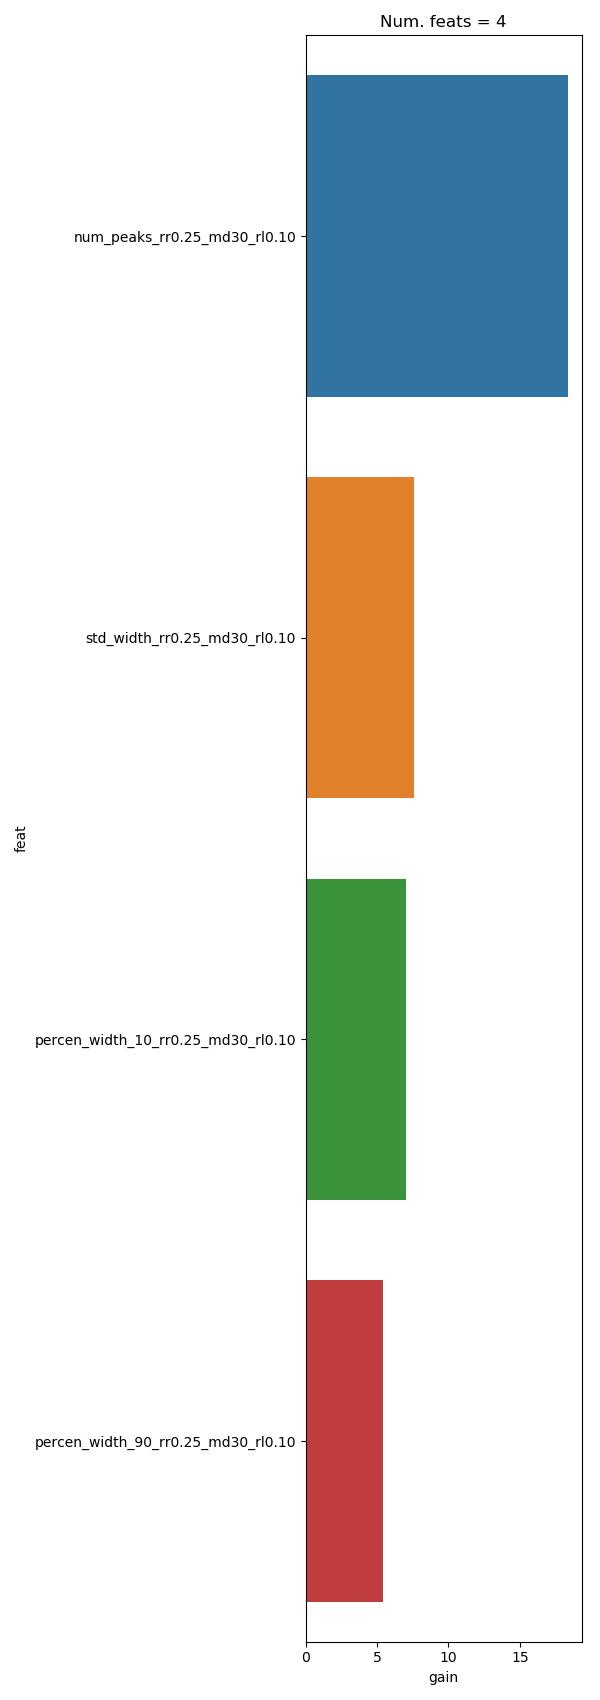 Num. feats = 4
num_peaks_rr0.25_md30_rl0.10
std_width_rr0.25_md30_rl0.10
feat
percen_width_10_rr0.25_md30_rl0.10
percen_width_90_rr0.25_md30_rl0.10
0 5 10 15
gain